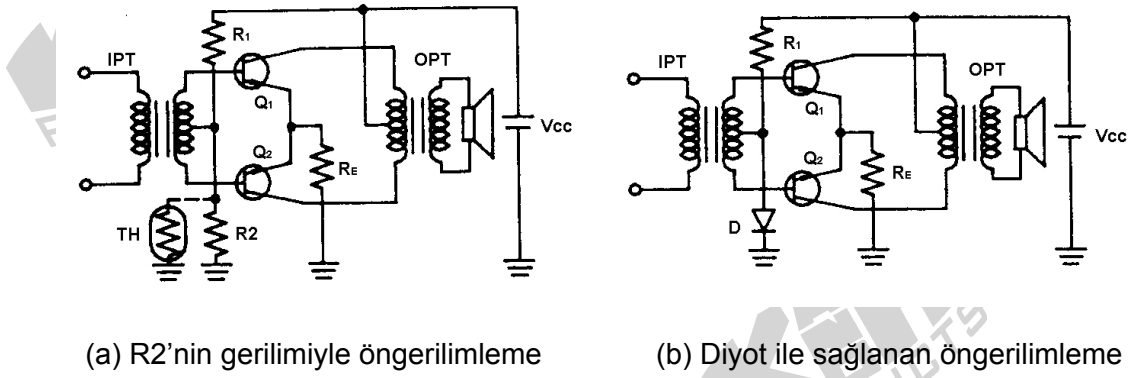 R1
IPT
OPT
Q1
Vcc
Q2
RE
TH
R2
R1
IPT
OPT
Q1
Vcc
Q2
RE
D
(a) R2'nin gerilimiyle öngerilimleme
(b) Diyot ile sağlanan öngerilimleme